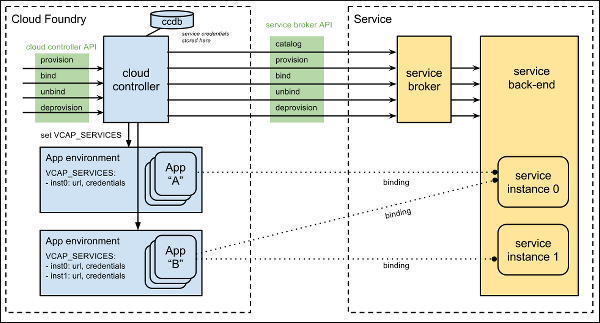 Cloud Foundry
ccdb
service credentials
stored here
service broker API
Service
cloud controller API
provision
bind
unbind
deprovision
cloud
controller
catalog
provision
bind
unbind
deprovision
service
broker
service
back-end
set VCAP_SERVICES
App environment
VCAP_SERVICES:
- inst0: url, credentials
App
“A”
binding
service
instance 0
binding
App environment
VCAP_SERVICES:
- inst0: url, credentials
- inst1: url, credentials
App
“B”
binding
service
instance 1